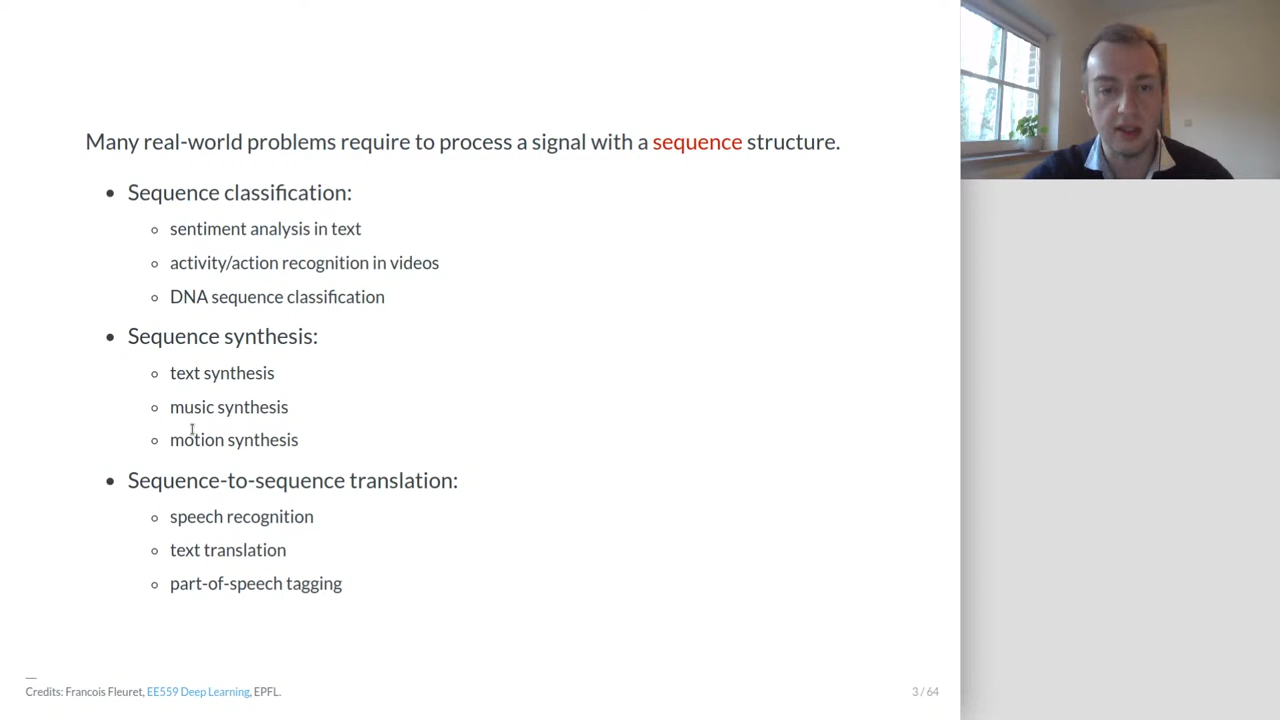 Many real-world problems require to process a signal with a sequence structure.
Sequence classification:
sentiment analysis in text
activity/action recognition in videos
DNA sequence classification
Sequence synthesis:
text synthesis
music synthesis
motion synthesis
Sequence-to-sequence translation:
speech recognition
text translation
part-of-speech tagging
Credits: Francois Fleuret, EE559 Deep Learning, EPFL.
3 / 64